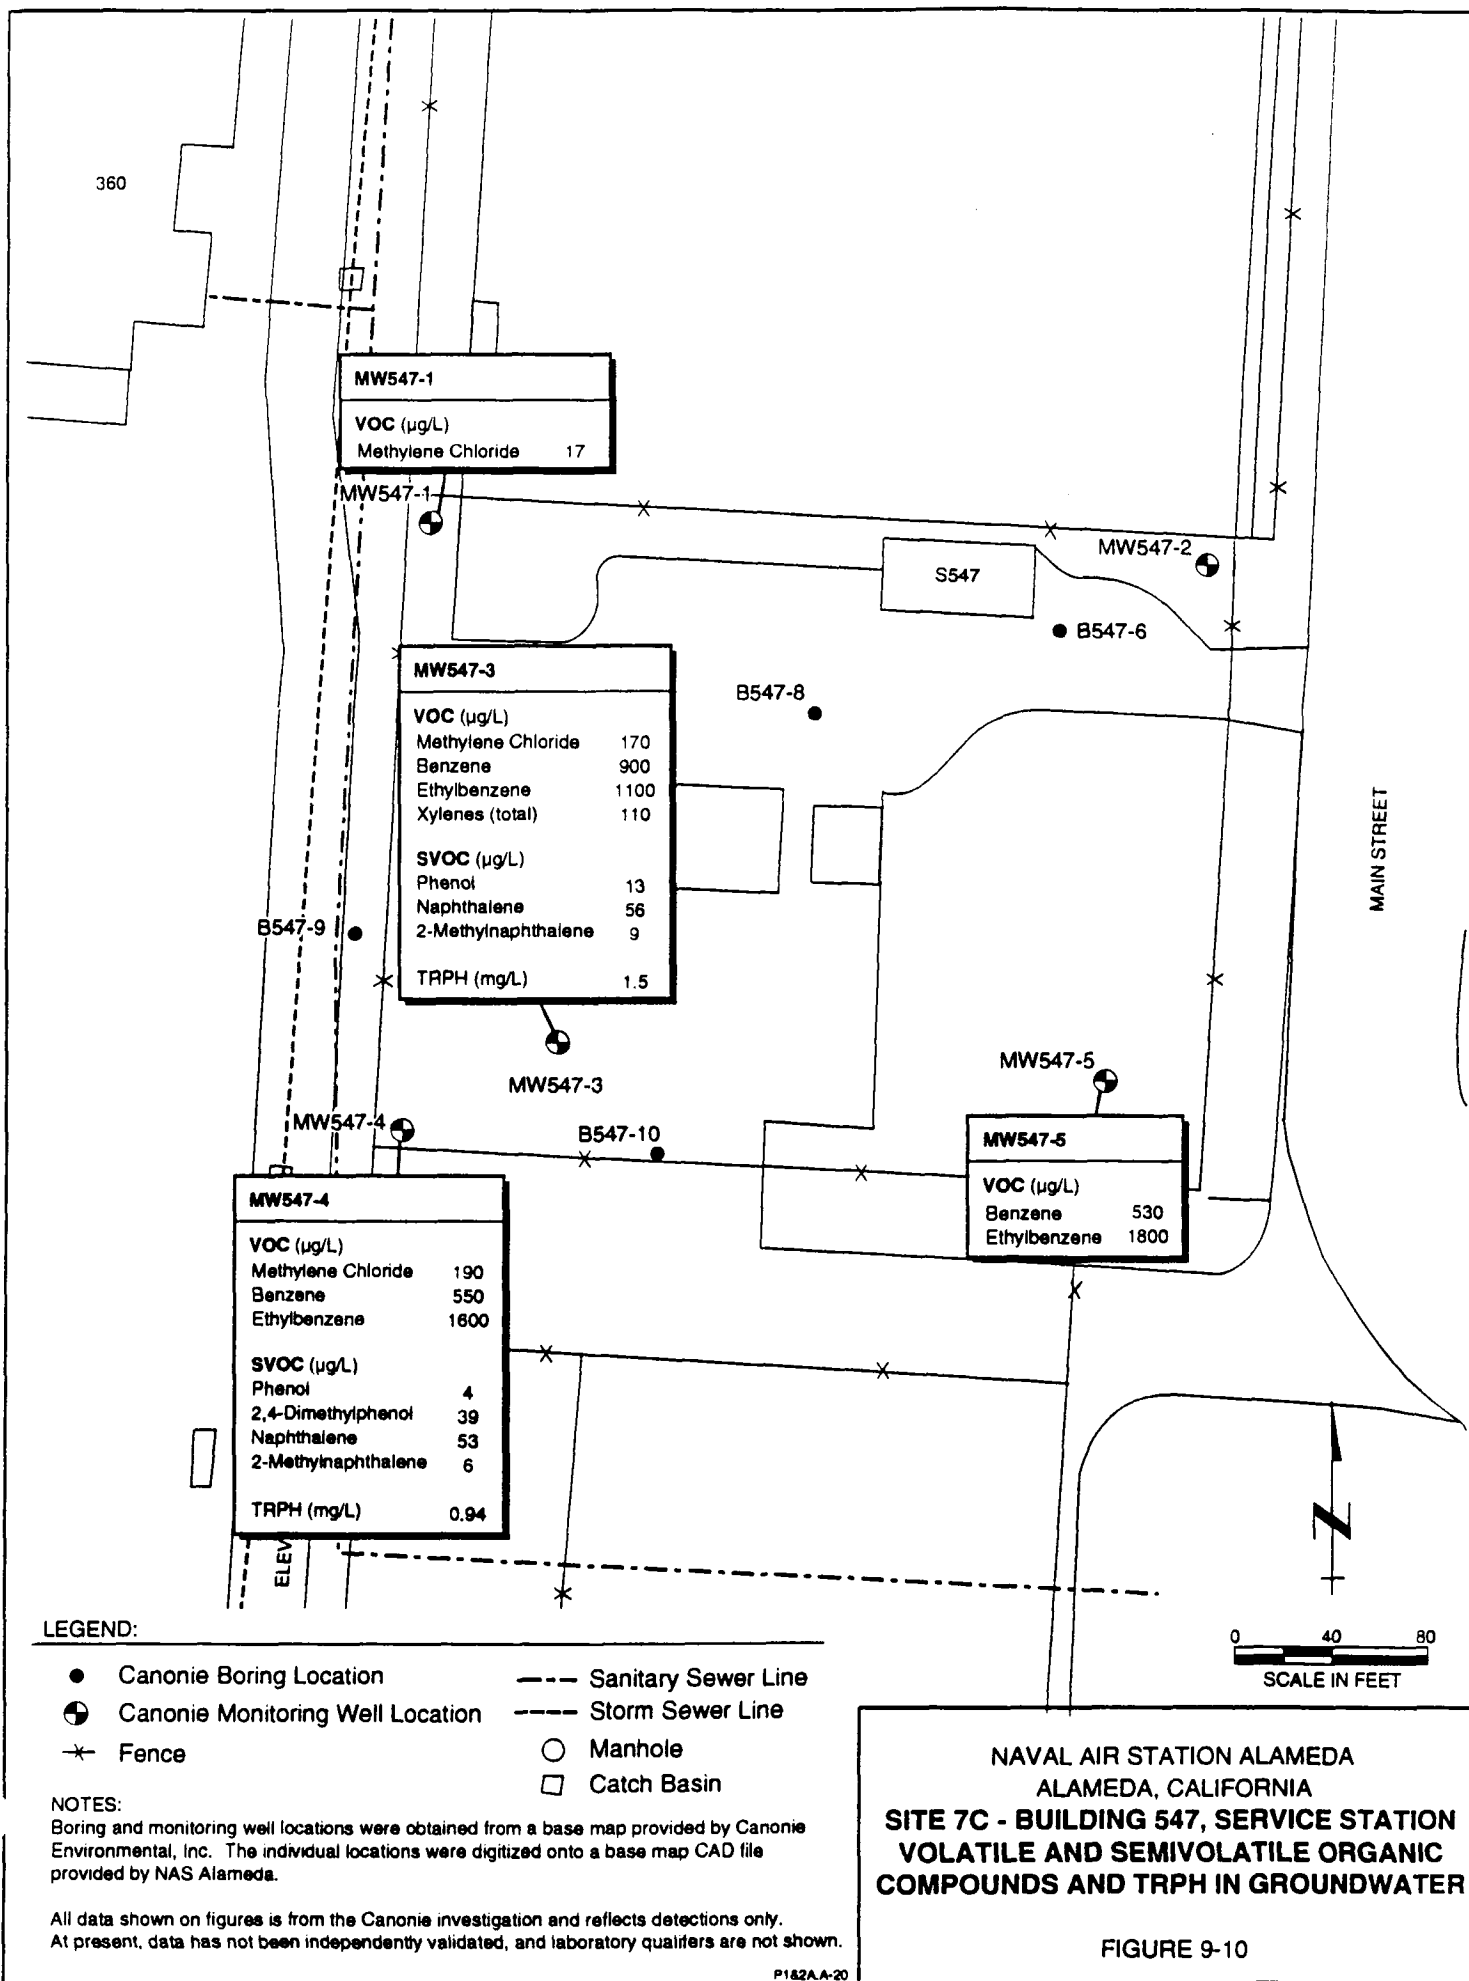 360
MW547-1
VOC (µg/L)
Methylene Chloride 17
MW547-1
MW547-2
S547
B547-6
B547-8
MW547-3
VOC (µg/L)
Methylene Chloride 170
Benzene 900
Ethylbenzene 1100
Xylenes (total) 110
SVOC (µg/L)
Phenol 13
Naphthalene 56
2-Methylnaphthalene 9
TRPH (mg/L) 1.5
MAIN STREET
B547-9
MW547-3
MW547-5
MW547-4
B547-10
MW547-5
VOC (µg/L)
Benzene 530
Ethylbenzene 1800
MW547-4
VOC (µg/L)
Methylene Chloride 190
Benzene 550
Ethylbenzene 1600
SVOC (µg/L)
Phenol 4
2,4-Dimethylphenol 39
Naphthalene 53
2-Methylnaphthalene 6
TRPH (mg/L) 0.94
ELEV
N
0 40 80
SCALE IN FEET
LEGEND:
Canonie Boring Location
Canonie Monitoring Well Location
Fence
Sanitary Sewer Line
Storm Sewer Line
Manhole
Catch Basin
NOTES:
Boring and monitoring well locations were obtained from a base map provided by Canonie
Environmental, Inc. The individual locations were digitized onto a base map CAD file
provided by NAS Alameda.
All data shown on figures is from the Canonie investigation and reflects detections only.
At present, data has not been independently validated, and laboratory qualifers are not shown.
P1&2A.A-20
NAVAL AIR STATION ALAMEDA
ALAMEDA, CALIFORNIA
SITE 7C - BUILDING 547, SERVICE STATION
VOLATILE AND SEMIVOLATILE ORGANIC
COMPOUNDS AND TRPH IN GROUNDWATER
FIGURE 9-10